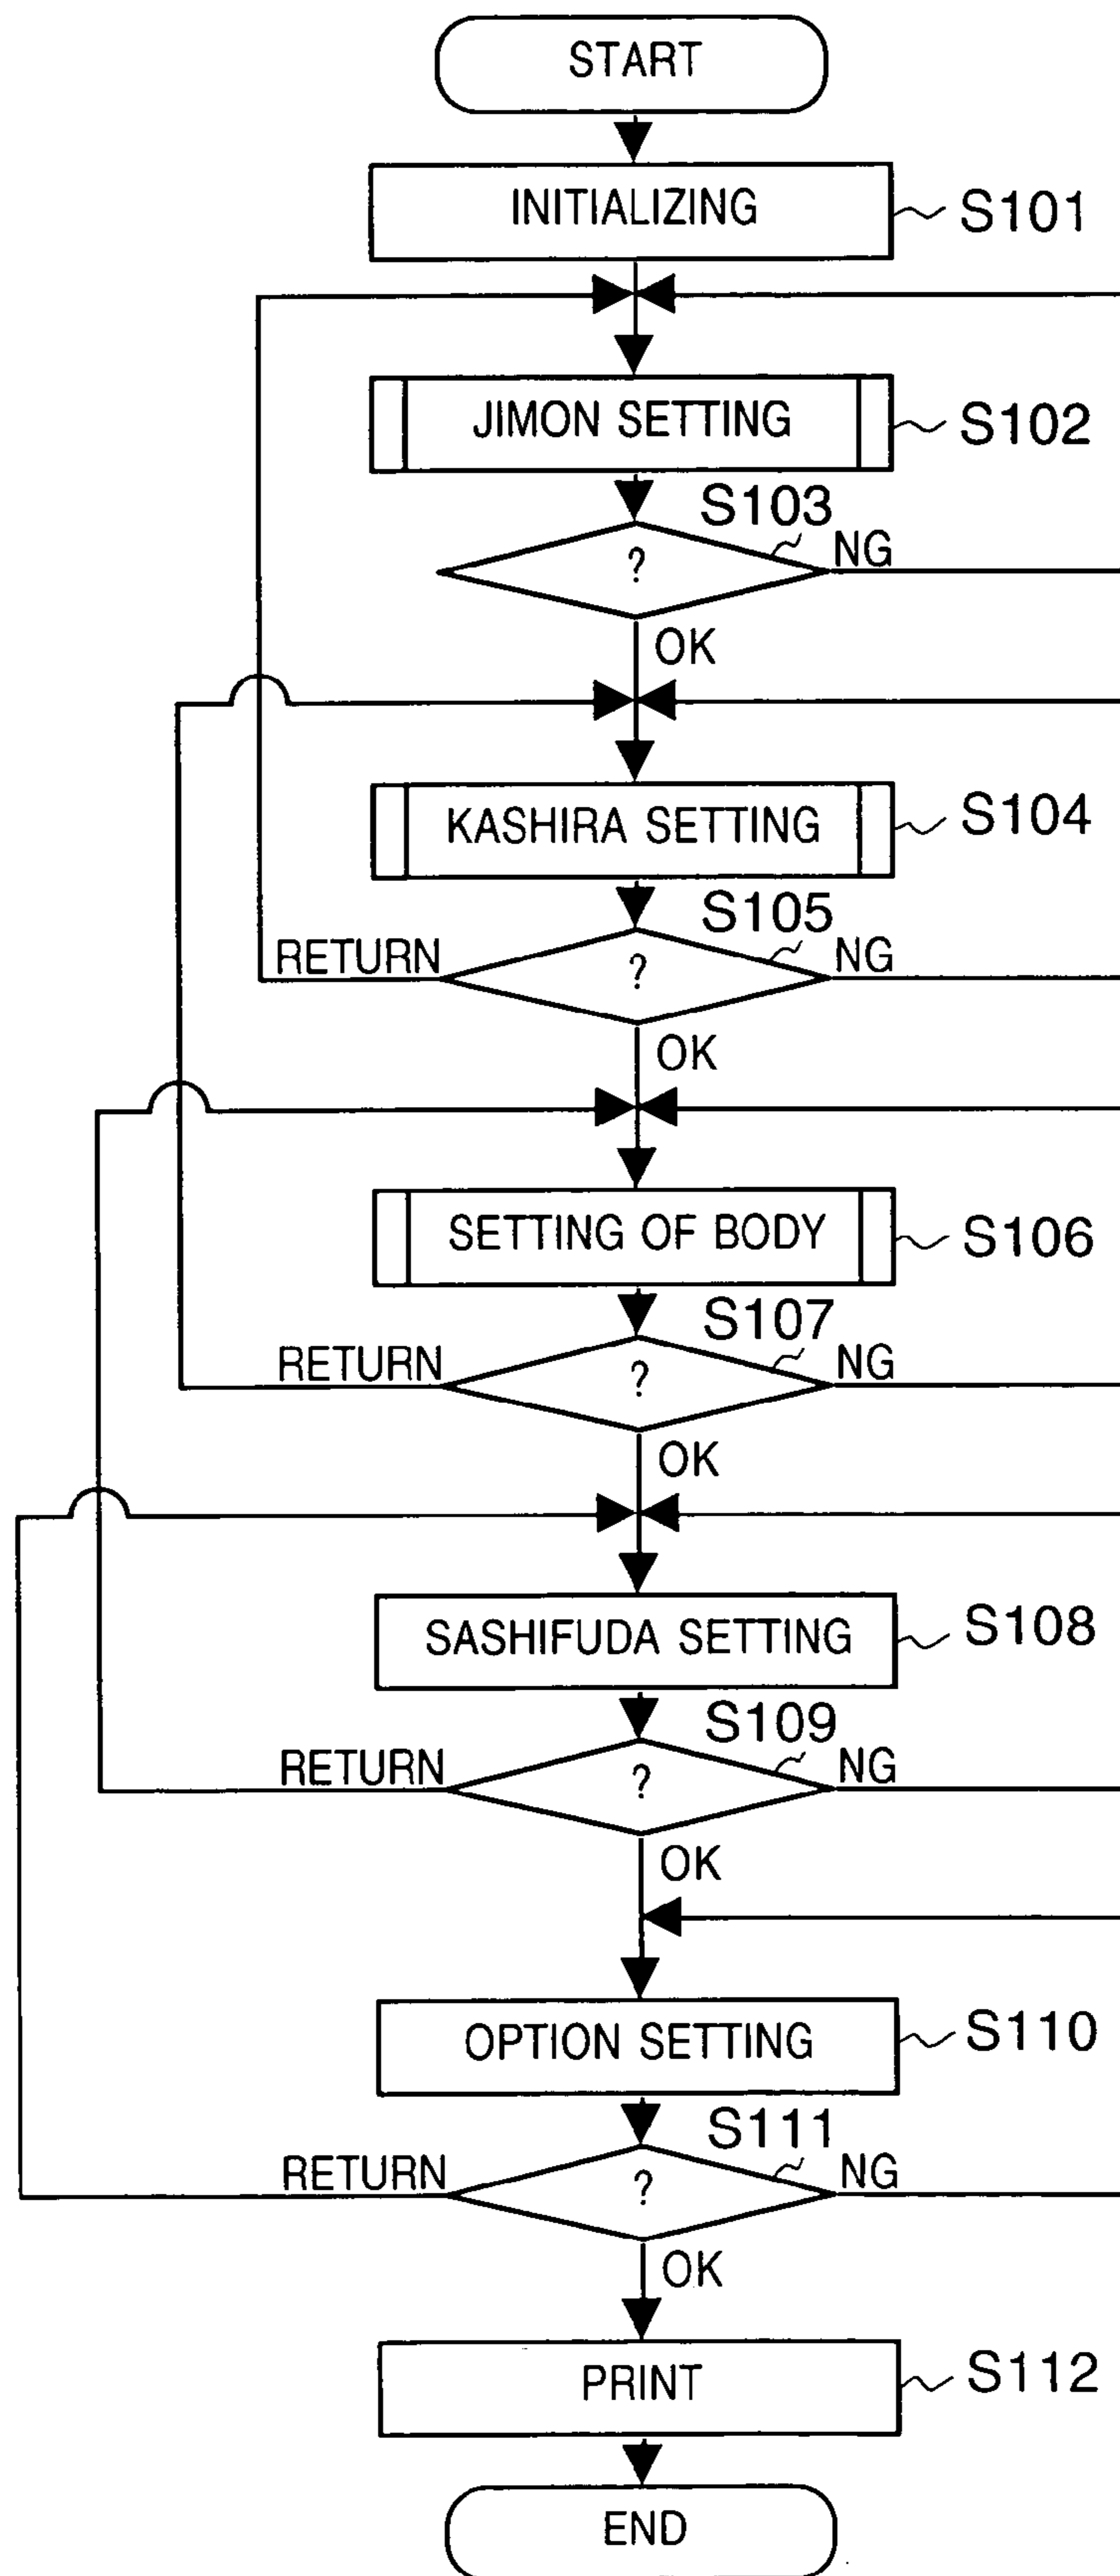 START
INITIALIZING S101
JIMON SETTING S102
S103
? NG
OK
KASHIRA SETTING S104
S105
RETURN ? NG
OK
SETTING OF BODY S106
S107
RETURN ? NG
OK
SASHIFUDA SETTING S108
S109
RETURN ? NG
OK
OPTION SETTING S110
S111
RETURN ? NG
OK
PRINT S112
END